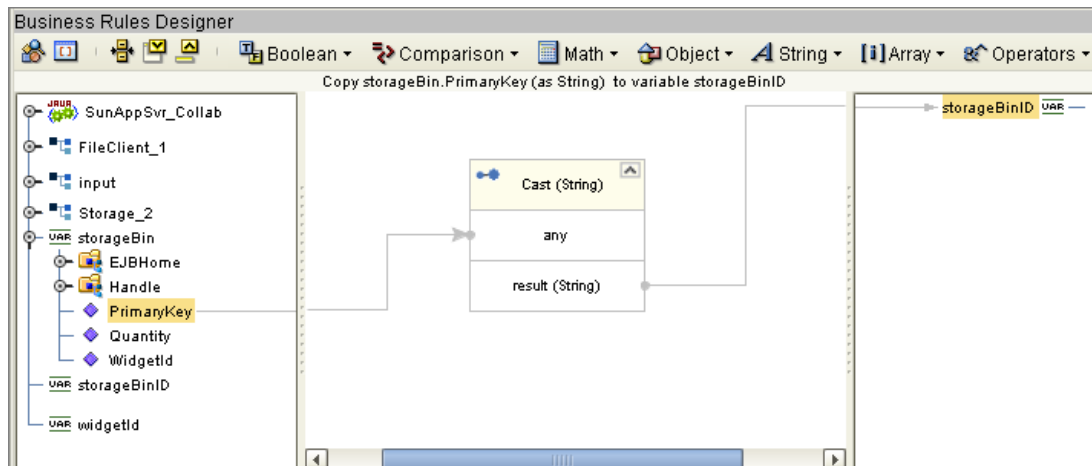 Business Rules Designer
Boolean Comparison Math Object String [i] Array Operators
Copy storageBin.PrimaryKey (as String) to variable storageBinID
JAVA SunAppSvr_Collab
FileClient_1
input
Storage_2
VAR storageBin
EJBHome
Handle
PrimaryKey
Quantity
WidgetId
VAR storageBinID
VAR widgetId
Cast (String)
any
result (String)
storageBinID VAR